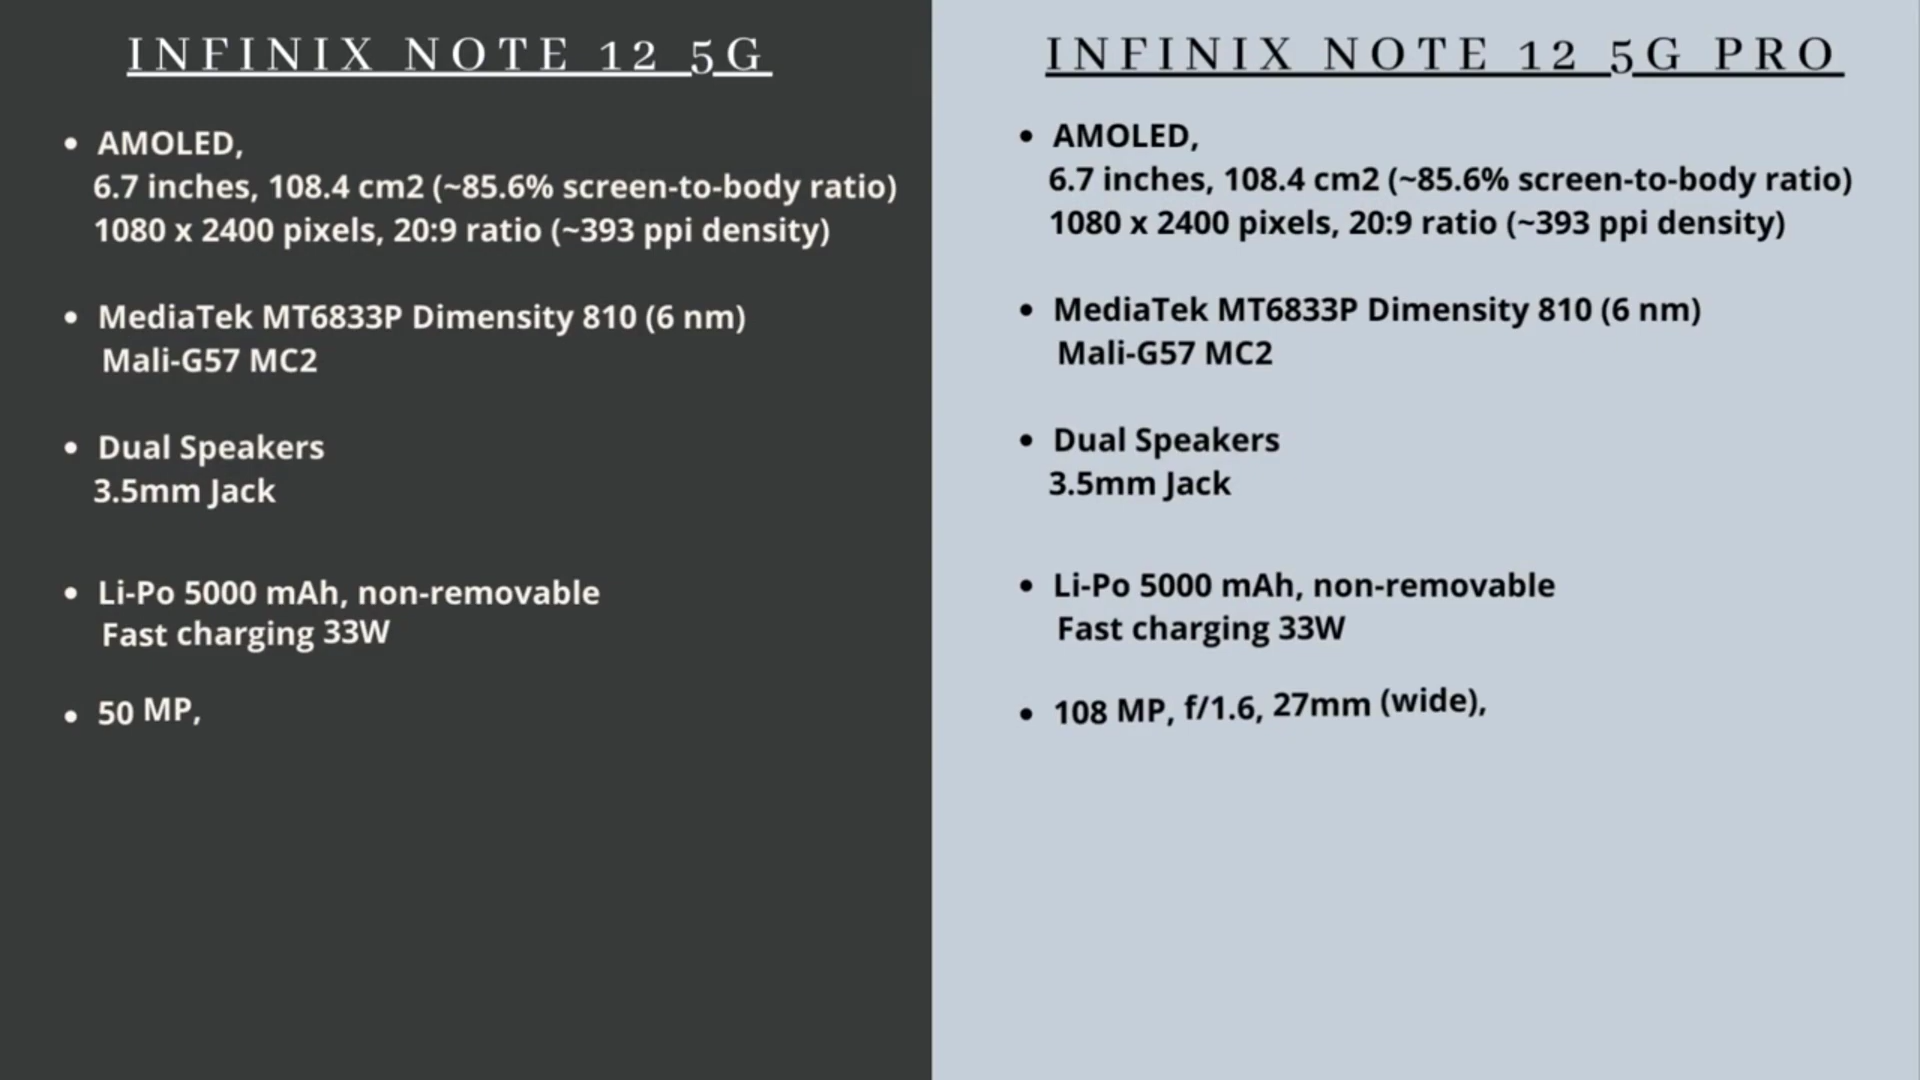 INFINIX NOTE 12 5G
• AMOLED,
6.7 inches, 108.4 cm2 (~85.6% screen-to-body ratio)
1080 x 2400 pixels, 20:9 ratio (~393 ppi density)
• MediaTek MT6833P Dimensity 810 (6 nm)
Mali-G57 MC2
• Dual Speakers
3.5mm Jack
• Li-Po 5000 mAh, non-removable
Fast charging 33W
• 50 MP,
INFINIX NOTE 12 5G PRO
• AMOLED,
6.7 inches, 108.4 cm2 (~85.6% screen-to-body ratio)
1080 x 2400 pixels, 20:9 ratio (~393 ppi density)
• MediaTek MT6833P Dimensity 810 (6 nm)
Mali-G57 MC2
• Dual Speakers
3.5mm Jack
• Li-Po 5000 mAh, non-removable
Fast charging 33W
• 108 MP, f/1.6, 27mm (wide),